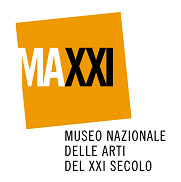 MAXXI
MUSEO NAZIONALE
DELLE ARTI
DEL XXI SECOLO